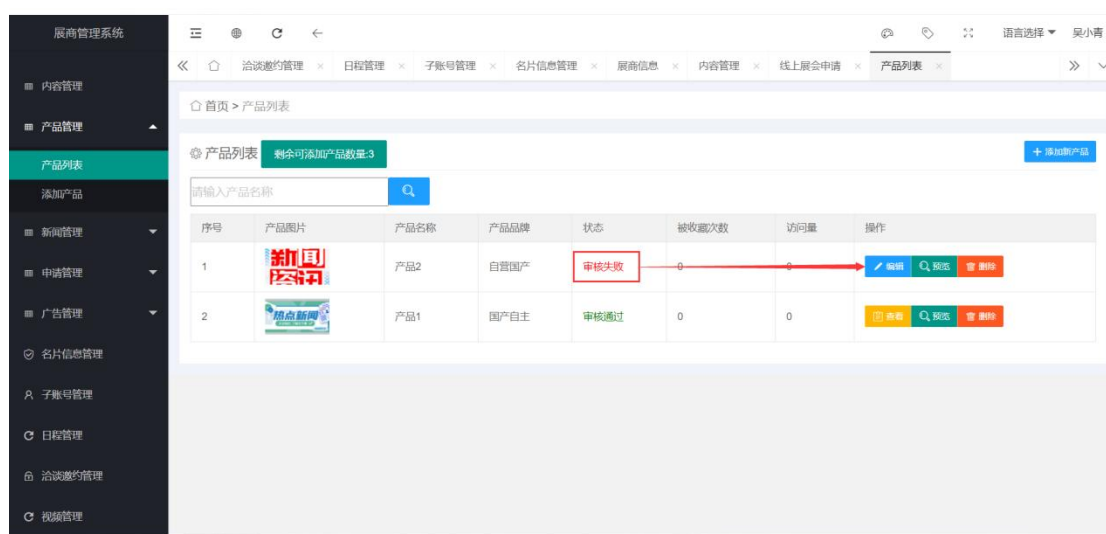 展商管理系统
语言选择 吴小青
洽谈邀约管理 日程管理 子账号管理 名片信息管理 展商信息 内容管理 线上展会申请 产品列表
内容管理
首页 > 产品列表
产品管理
产品列表 剩余可添加产品数量:3 添加新产品
产品列表
添加产品
请输入产品名称
新闻管理
序号 产品图片 产品名称 产品品牌 状态 被收藏次数 访问量 操作
1 新闻资讯 产品2 自营国产 审核失败 0 0 编辑 预览 删除
申请管理
广告管理
2 热点新闻 产品1 国产自主 审核通过 0 0 查看 预览 删除
名片信息管理
子账号管理
日程管理
洽谈邀约管理
视频管理